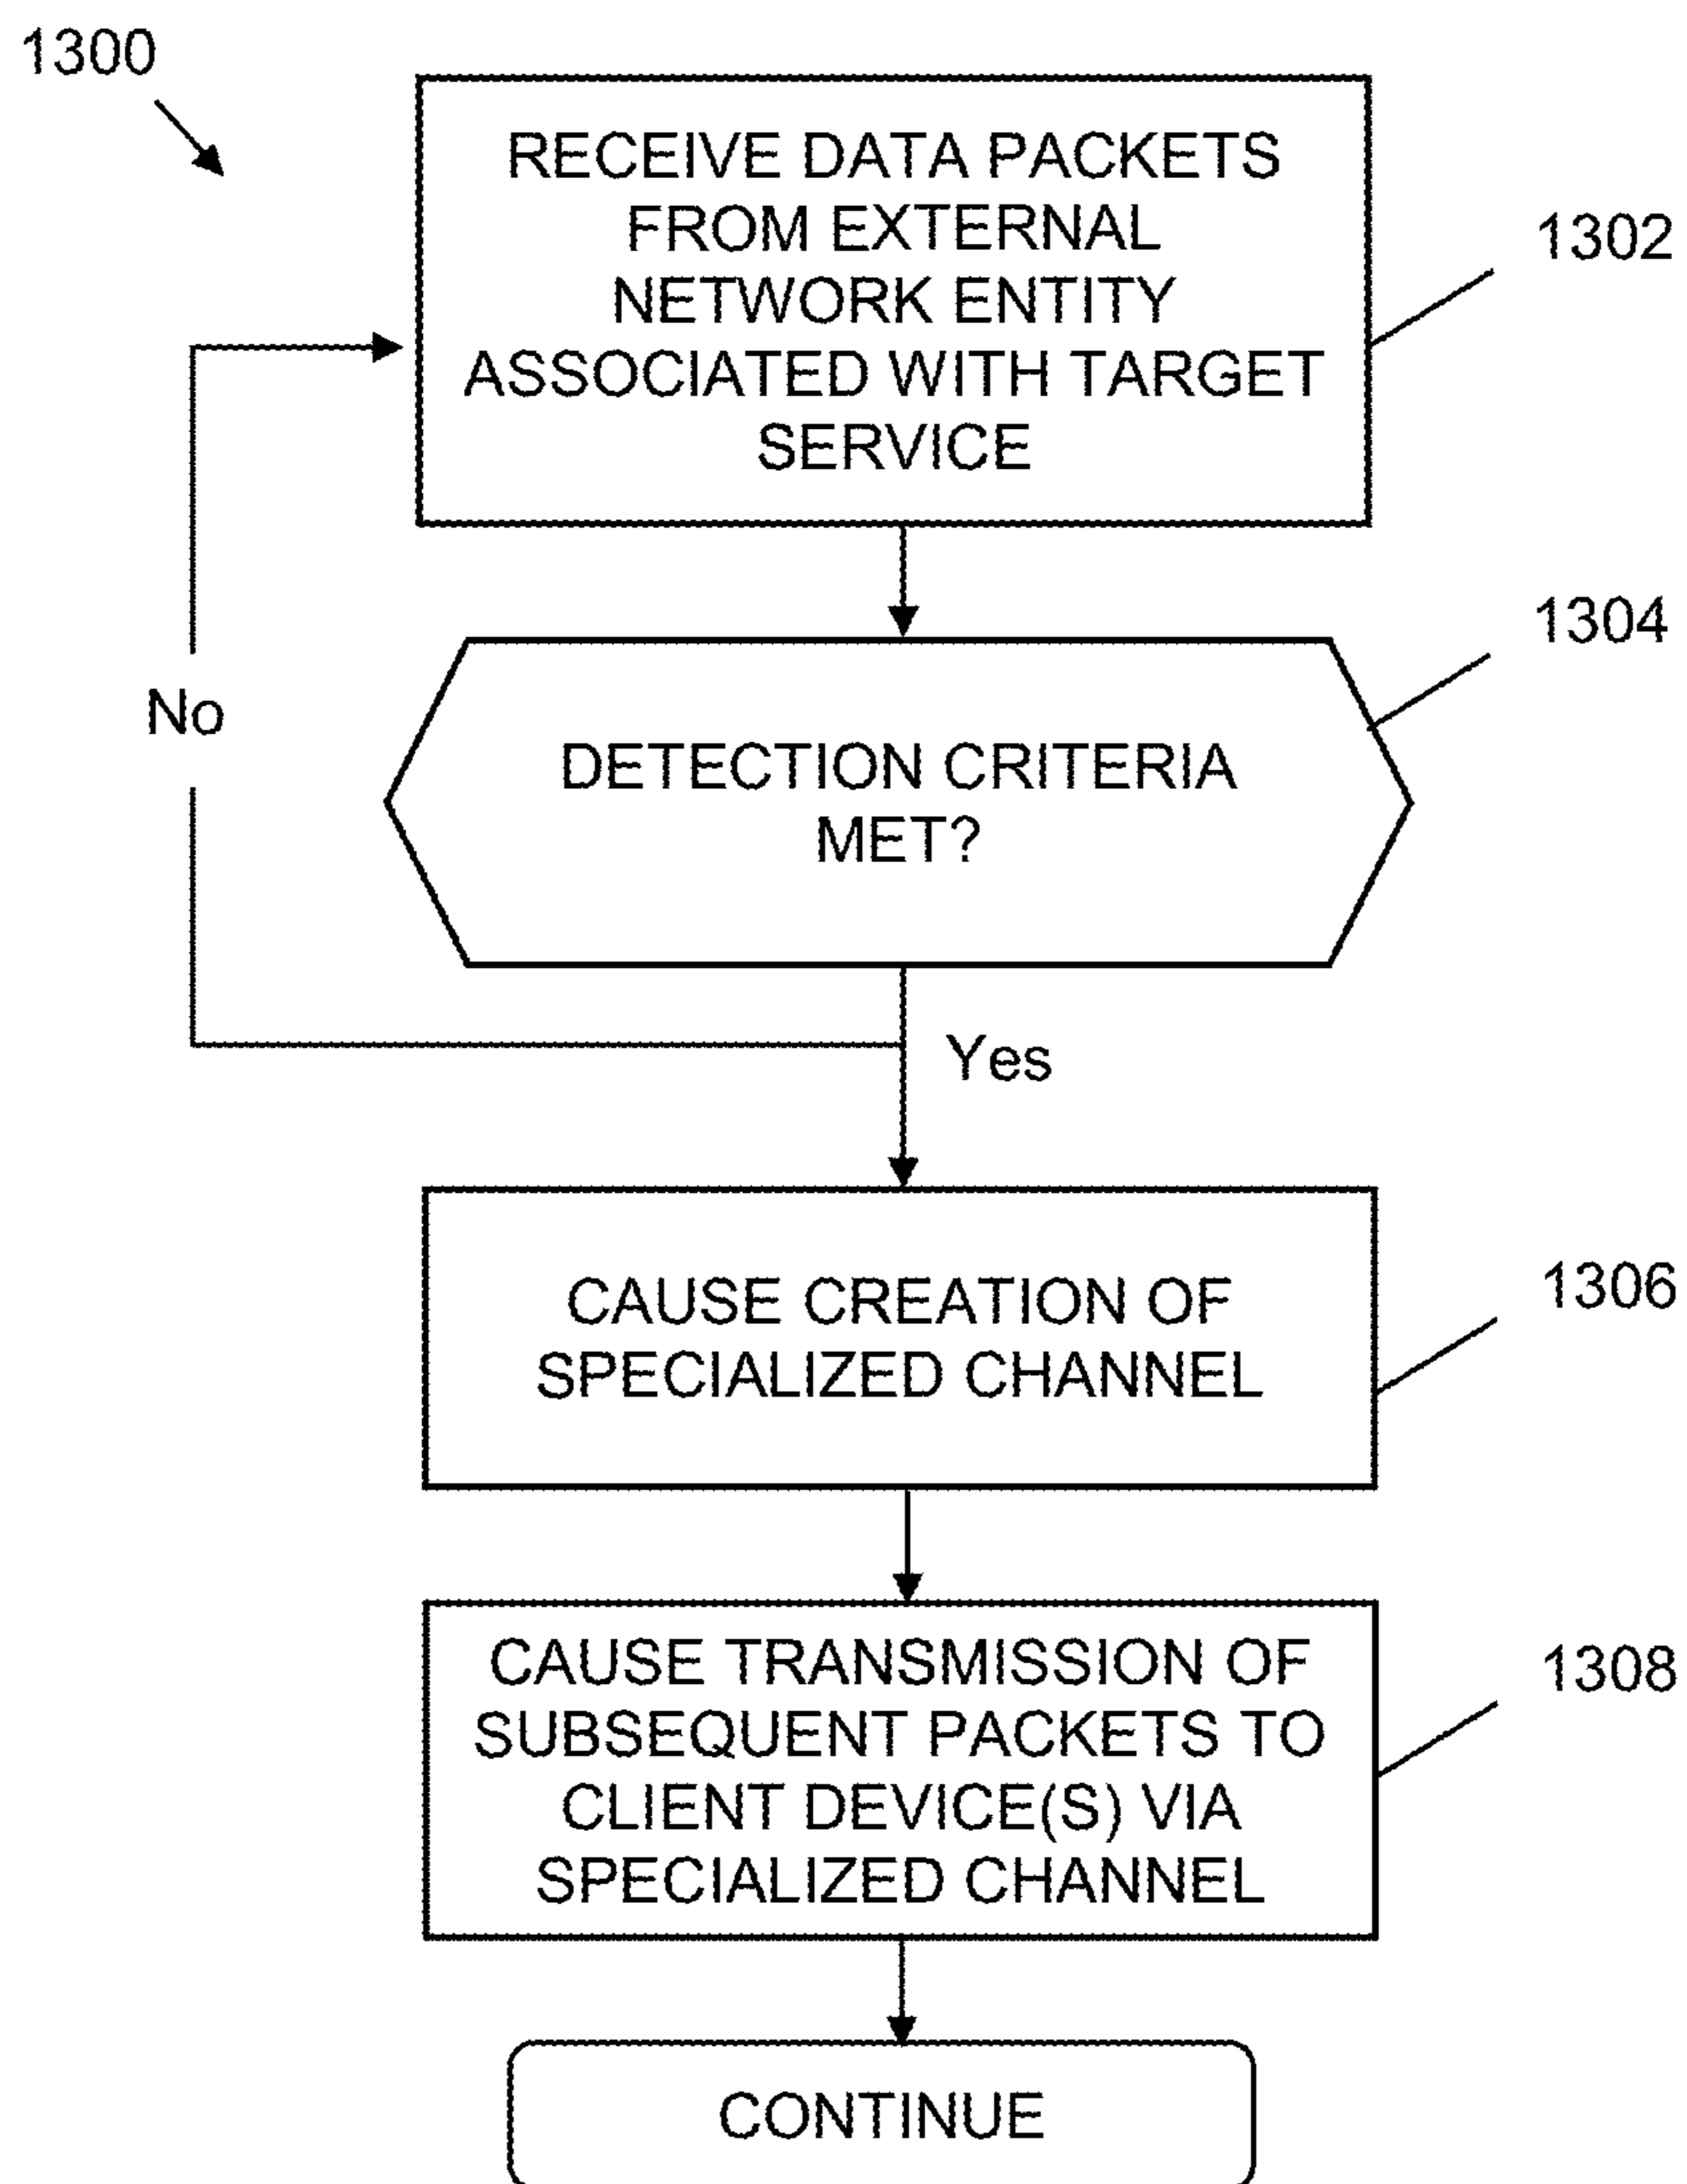 1300
RECEIVE DATA PACKETS
FROM EXTERNAL
NETWORK ENTITY
ASSOCIATED WITH TARGET
SERVICE
1302
1304
No
DETECTION CRITERIA
MET?
Yes
CAUSE CREATION OF
SPECIALIZED CHANNEL
1306
CAUSE TRANSMISSION OF
SUBSEQUENT PACKETS TO
CLIENT DEVICE(S) VIA
SPECIALIZED CHANNEL
1308
CONTINUE